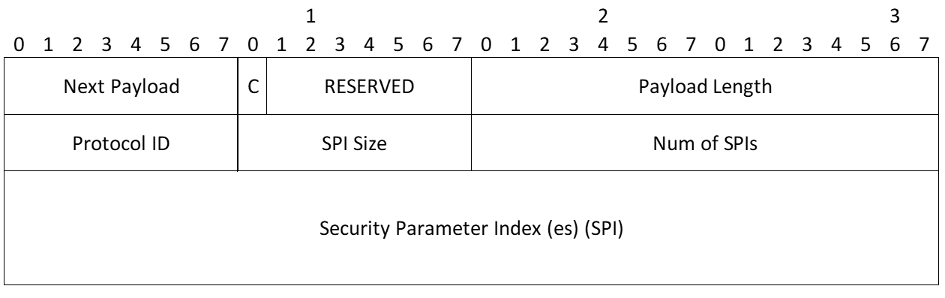 1 2 3
0 1 2 3 4 5 6 7 0 1 2 3 4 5 6 7 0 1 2 3 4 5 6 7 0 1 2 3 4 5 6 7
Next Payload C RESERVED Payload Length
Protocol ID SPI Size Num of SPIs
Security Parameter Index (es) (SPI)